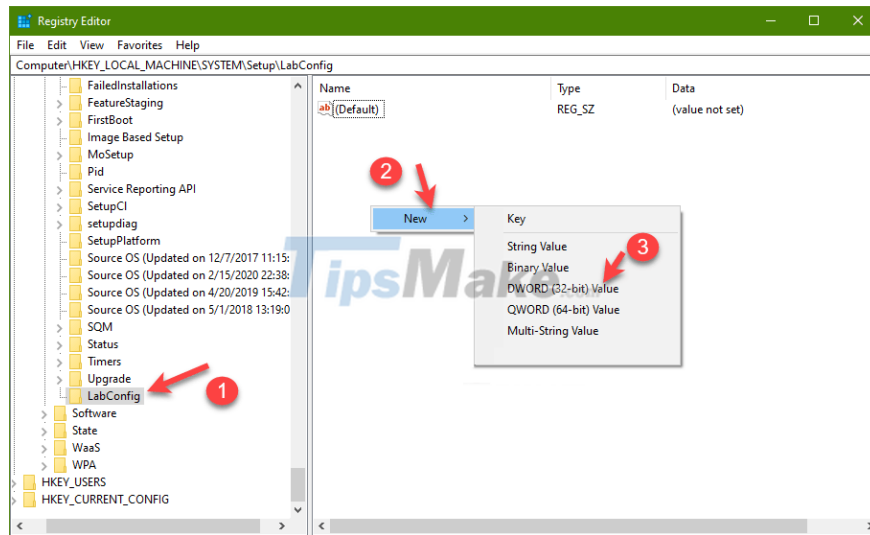 Registry Editor
File Edit View Favorites Help
Computer\HKEY_LOCAL_MACHINE\SYSTEM\Setup\LabConfig
FailedInstallations
FeatureStaging
FirstBoot
Image Based Setup
MoSetup
Pid
Service Reporting API
SetupCI
setupdiag
SetupPlatform
Source OS (Updated on 12/7/2017 11:15:
Source OS (Updated on 2/15/2020 22:38:
Source OS (Updated on 4/20/2019 15:42:
Source OS (Updated on 5/1/2018 13:19:0
SQM
Status
Timers
Upgrade
LabConfig
1
Software
State
WaaS
WPA
HKEY_USERS
HKEY_CURRENT_CONFIG
Name Type Data
ab (Default) REG_SZ (value not set)
2
New
Key
String Value
3
Binary Value
DWORD (32-bit) Value
QWORD (64-bit) Value
Multi-String Value
TipsMake.com